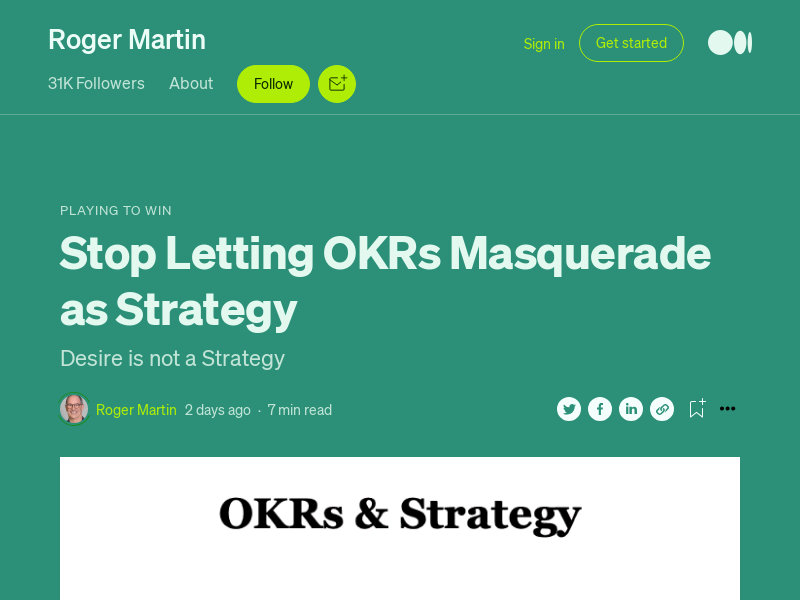 Roger Martin
Sign in
Get started
31K Followers
About
Follow
PLAYING TO WIN
Stop Letting OKRs Masquerade
as Strategy
Desire is not a Strategy
Roger Martin 2 days ago · 7 min read
OKRs & Strategy